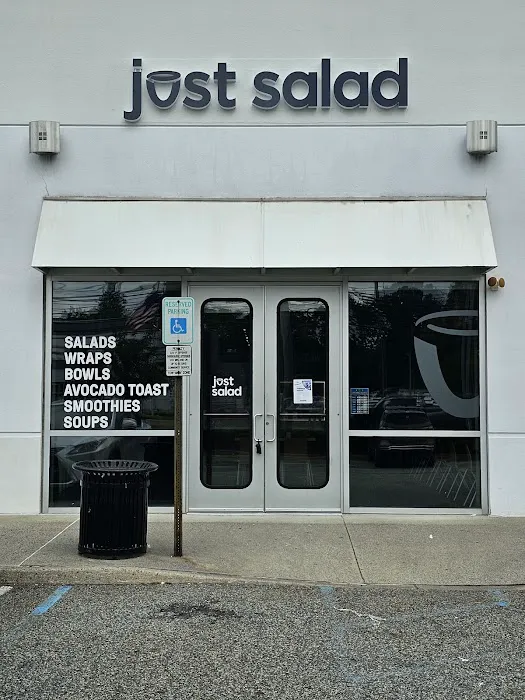 just salad
RESERVED
PARKING
SALADS
WRAPS
BOWLS
AVOCADO TOAST
SMOOTHIES
SOUPS
just
salad